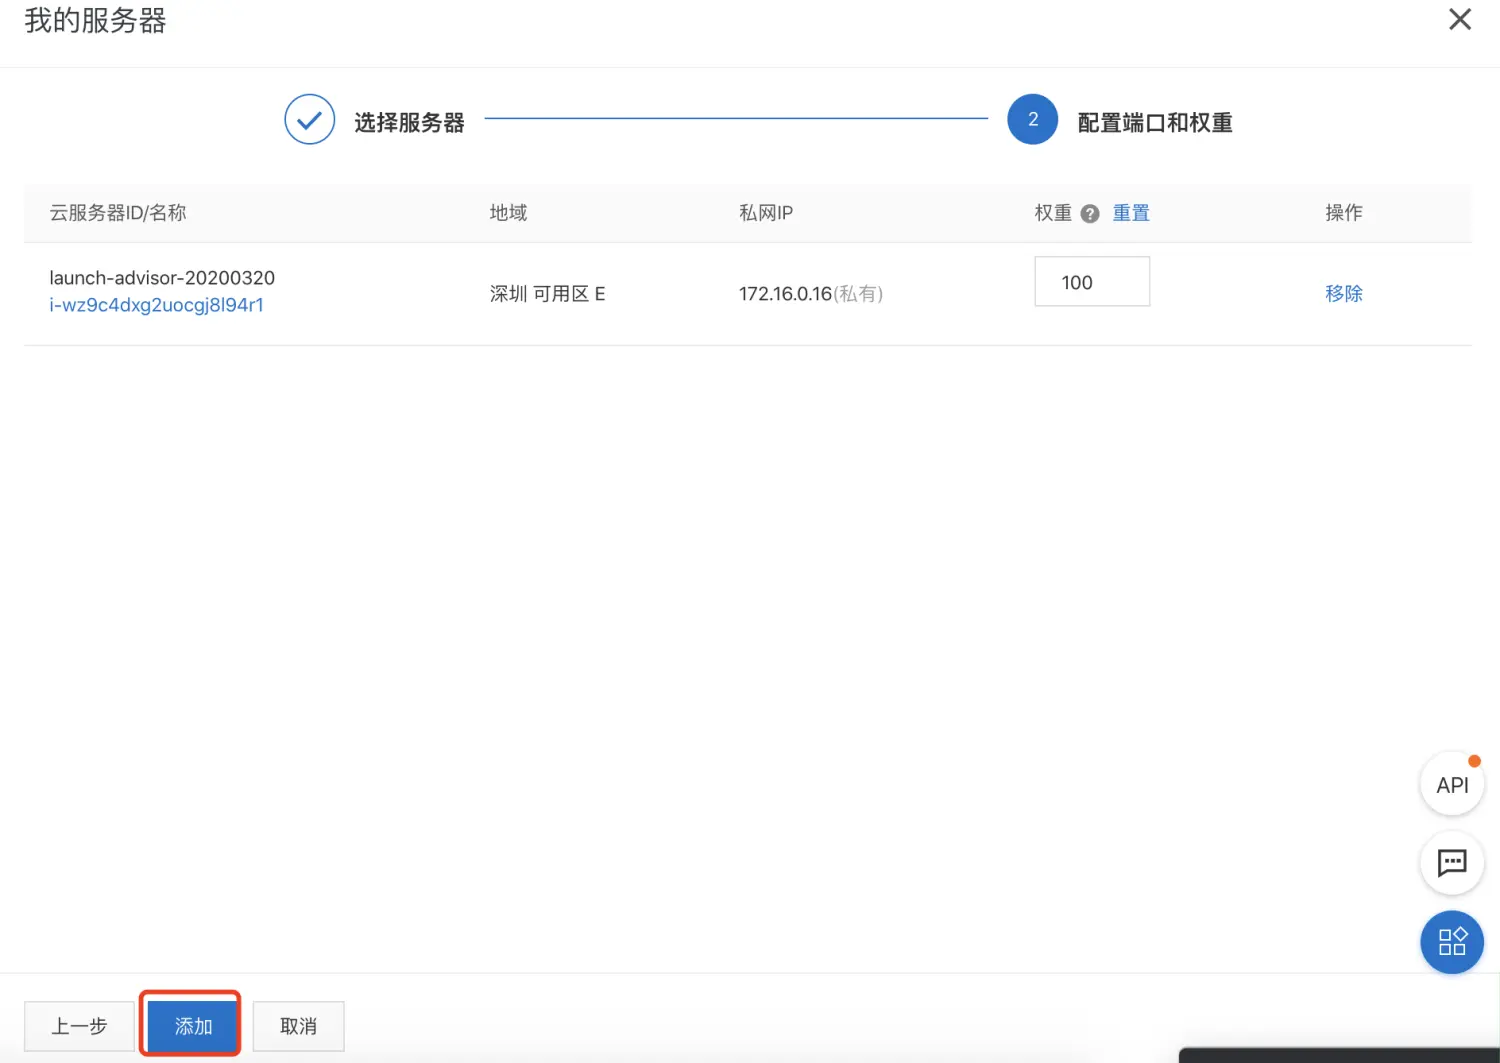 我的服务器
选择服务器
2 配置端口和权重
云服务器ID/名称 地域 私网IP 权重 ? 重置 操作
launch-advisor-20200320
i-wz9c4dxg2uocgj8l94r1
深圳 可用区 E 172.16.0.16(私有) 100 移除
API
上一步 添加 取消